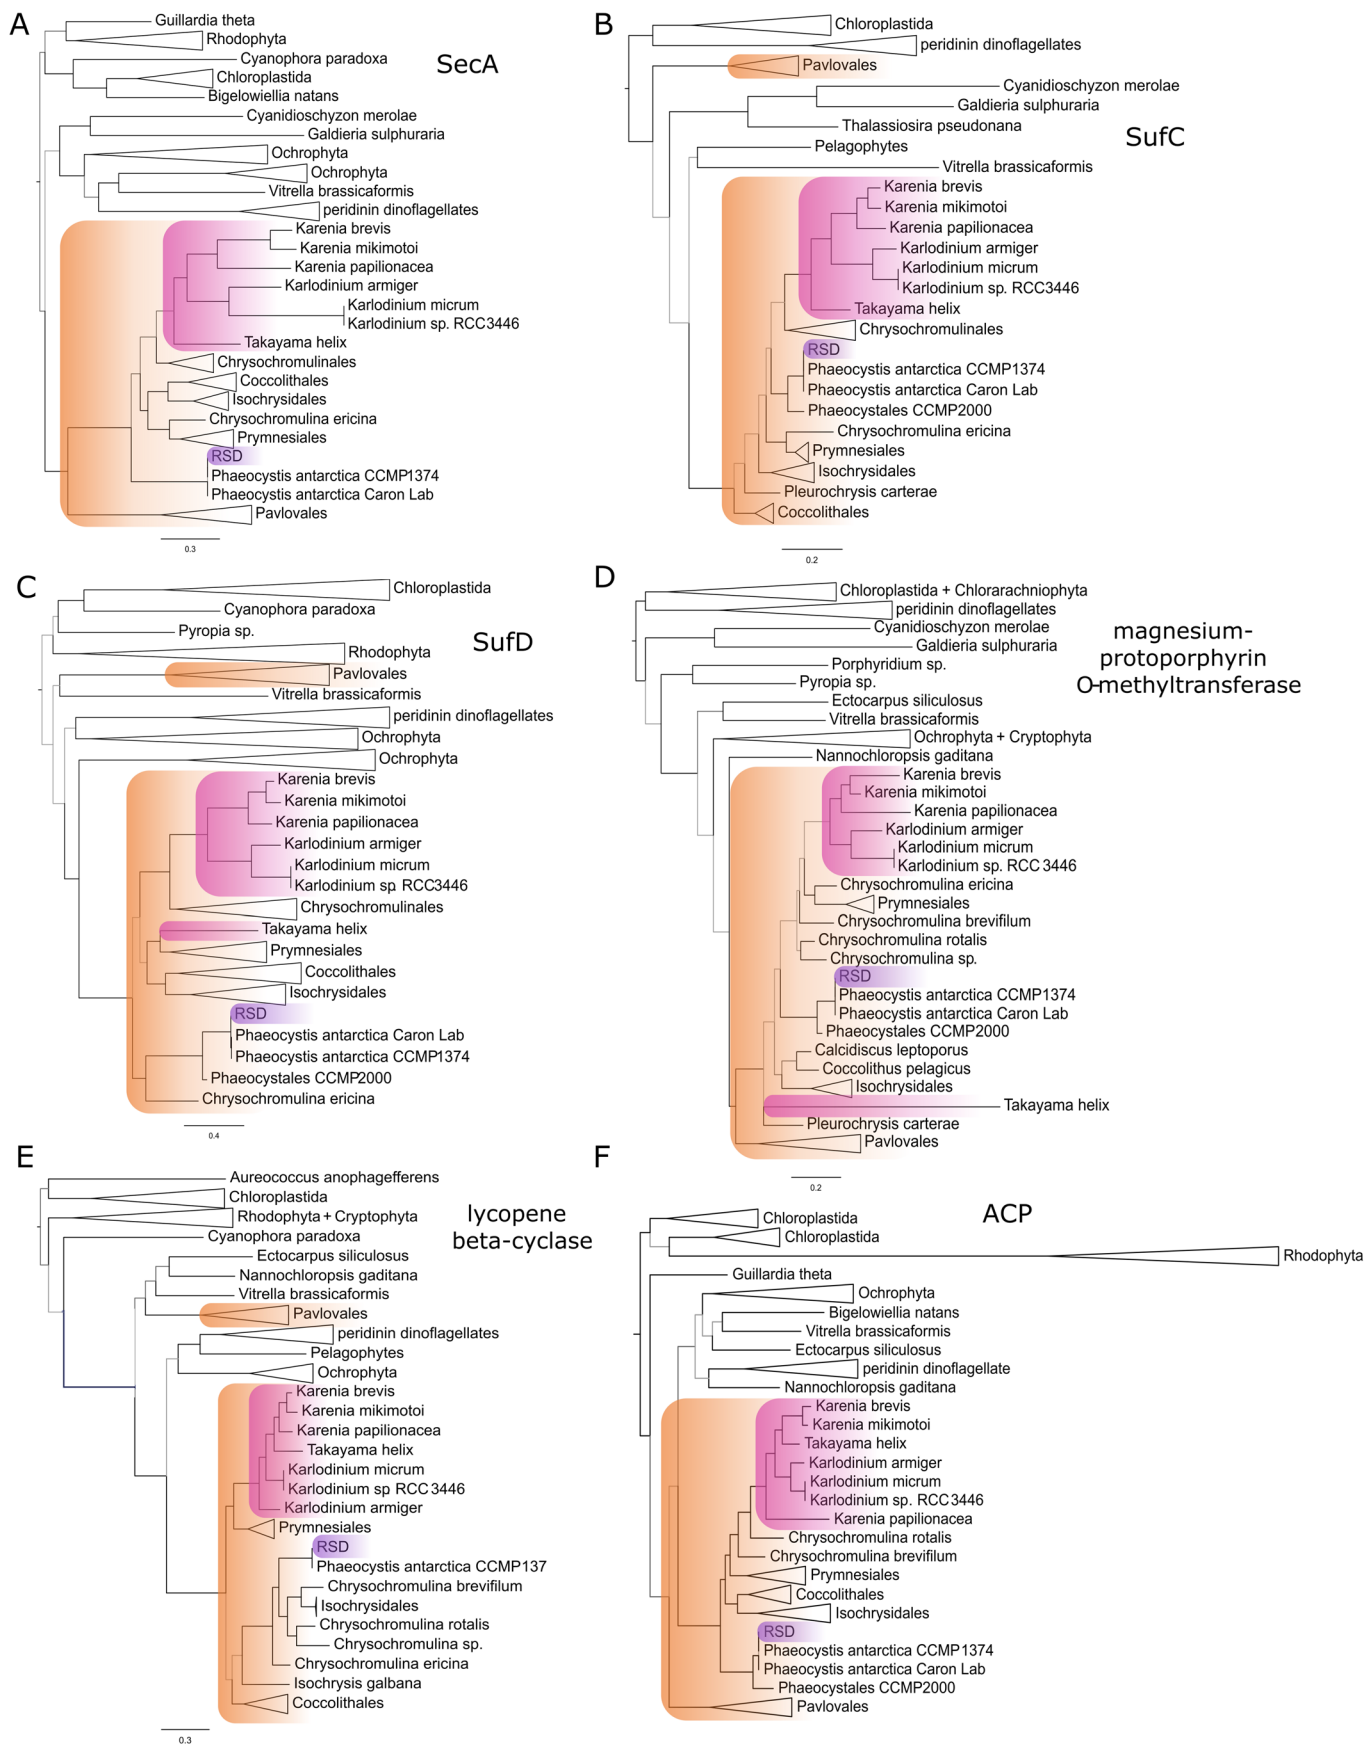 A
SecA
Guillardia theta
Rhodophyta
Cyanophora paradoxa
Chloroplastida
Bigelowiella natans
Cyanidioschyzon merolae
Galdieria sulphuraria
Ochrophyta
Ochrophyta
Vitrella brassicaformis
peridinin dinoflagellates
Karenia brevis
Karenia mikimotoi
Karenia papilionacea
Karlodinium armiger
Karlodinium micrum
Karlodinium sp. RCC3446
Takayama helix
Chrysochromulinales
Coccolithales
Isochrysidales
Chrysochromulina ericina
Prymnesiales
RSD
Phaeocystis antarctica CCMP1374
Phaeocystis antarctica Caron Lab
Pavlovales
0.3
B
SufC
Chloroplastida
peridinin dinoflagellates
Pavlovales
Cyanidioschyzon merolae
Galdieria sulphuraria
Thalassiosira pseudonana
Pelagophytes
Vitrella brassicaformis
Karenia brevis
Karenia mikimotoi
Karenia papilionacea
Karlodinium armiger
Karlodinium micrum
Karlodinium sp. RCC3446
Takayama helix
Chrysochromulinales
RSD
Phaeocystis antarctica CCMP1374
Phaeocystis antarctica Caron Lab
Phaeocystales CCMP2000
Chrysochromulina ericina
Prymnesiales
Isochrysidales
Pleurochrysis carterae
Coccolithales
0.2
C
SufD
Chloroplastida
Cyanophora paradoxa
Pyropia sp.
Rhodophyta
Pavlovales
Vitrella brassicaformis
peridinin dinoflagellates
Ochrophyta
Ochrophyta
Karenia brevis
Karenia mikimotoi
Karenia papilionacea
Karlodinium armiger
Karlodinium micrum
Karlodinium sp. RCC3446
Chrysochromulinales
Takayama helix
Prymnesiales
Coccolithales
Isochrysidales
RSD
Phaeocystis antarctica Caron Lab
Phaeocystis antarctica CCMP1374
Phaeocystales CCMP2000
Chrysochromulina ericina
0.4
D
magnesium-
protoporphyrin
O-methyltransferase
Chloroplastida + Chlorarachniophyta
peridinin dinoflagellates
Cyanidioschyzon merolae
Galdieria sulphuraria
Porphyridium sp.
Pyropia sp.
Ectocarpus siliculosus
Vitrella brassicaformis
Ochrophyta + Cryptophyta
Nannochloropsis gaditana
Karenia brevis
Karenia mikimotoi
Karenia papilionacea
Karlodinium armiger
Karlodinium micrum
Karlodinium sp. RCC3446
Chrysochromulina ericina
Prymnesiales
Chrysochromulina brevifilum
Chrysochromulina rotalis
Chrysochromulina sp.
RSD
Phaeocystis antarctica CCMP1374
Phaeocystis antarctica Caron Lab
Phaeocystales CCMP2000
Calcidiscus leptoporus
Coccolithus pelagicus
Isochrysidales
Takayama helix
Pleurochrysis carterae
Pavlovales
0.2
E
lycopene
beta-cyclase
Aureococcus anophagefferens
Chloroplastida
Rhodophyta + Cryptophyta
Cyanophora paradoxa
Ectocarpus siliculosus
Nannochloropsis gaditana
Vitrella brassicaformis
Pavlovales
peridinin dinoflagellates
Pelagophytes
Ochrophyta
Karenia brevis
Karenia mikimotoi
Karenia papilionacea
Takayama helix
Karlodinium micrum
Karlodinium sp RCC3446
Karlodinium armiger
Prymnesiales
RSD
Phaeocystis antarctica CCMP137
Chrysochromulina brevifilum
Isochrysidales
Chrysochromulina rotalis
Chrysochromulina sp.
Chrysochromulina ericina
Isochrysis galbana
Coccolithales
0.3
F
ACP
Chloroplastida
Chloroplastida
Rhodophyta
Guillardia theta
Ochrophyta
Bigelowiella natans
Vitrella brassicaformis
Ectocarpus siliculosus
peridinin dinoflagellate
Nannochloropsis gaditana
Karenia brevis
Karenia mikimotoi
Takayama helix
Karlodinium armiger
Karlodinium micrum
Karlodinium sp. RCC3446
Karenia papilionacea
Chrysochromulina rotalis
Chrysochromulina brevifilum
Prymnesiales
Coccolithales
Isochrysidales
RSD
Phaeocystis antarctica CCMP1374
Phaeocystis antarctica Caron Lab
Phaeocystales CCMP2000
Pavlovales